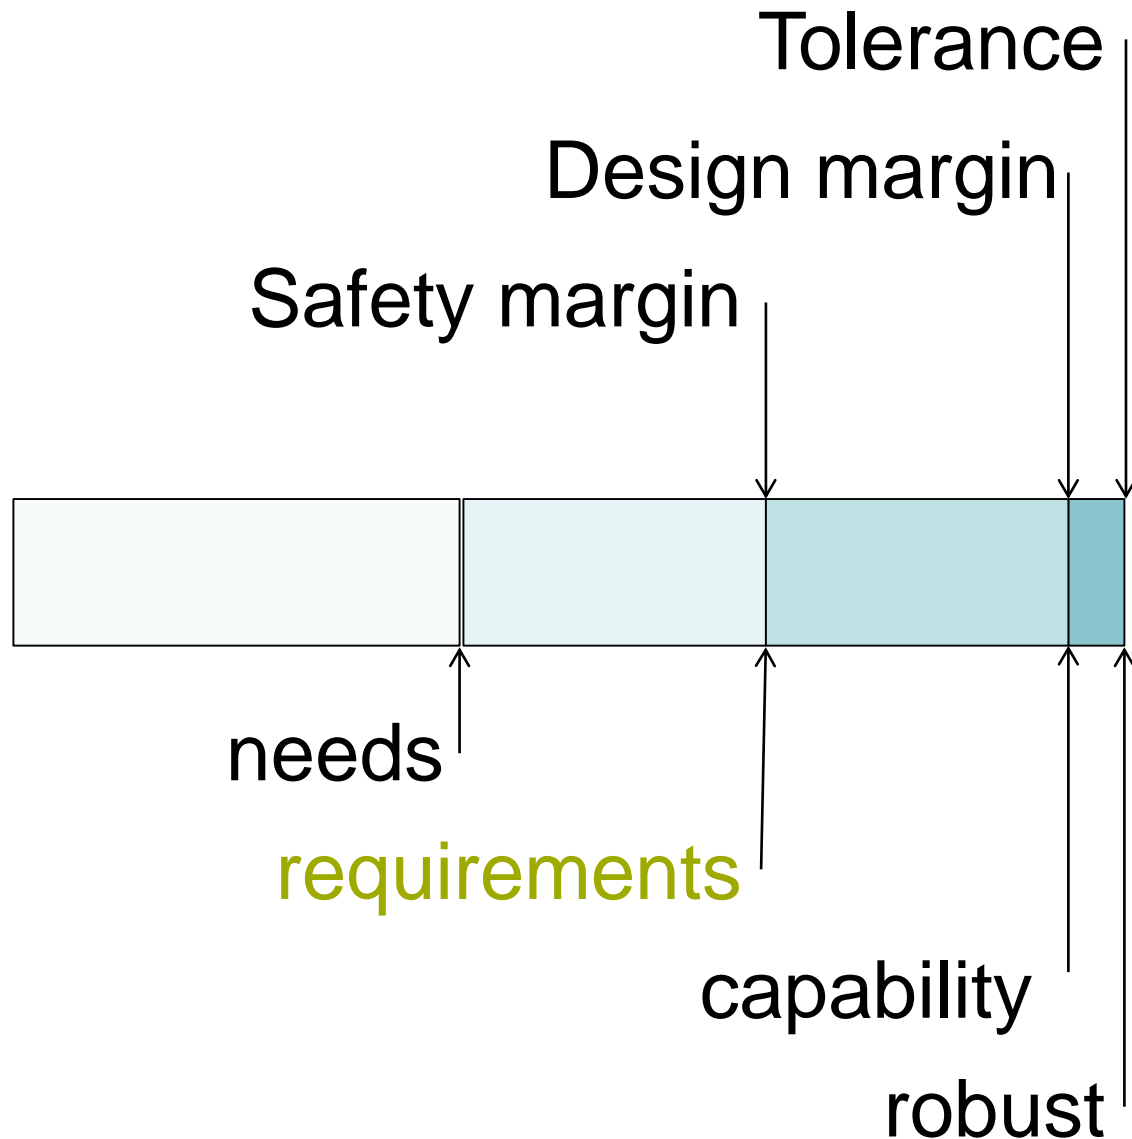 Tolerance
Design margin
Safety margin
needs
requirements
capability
robust